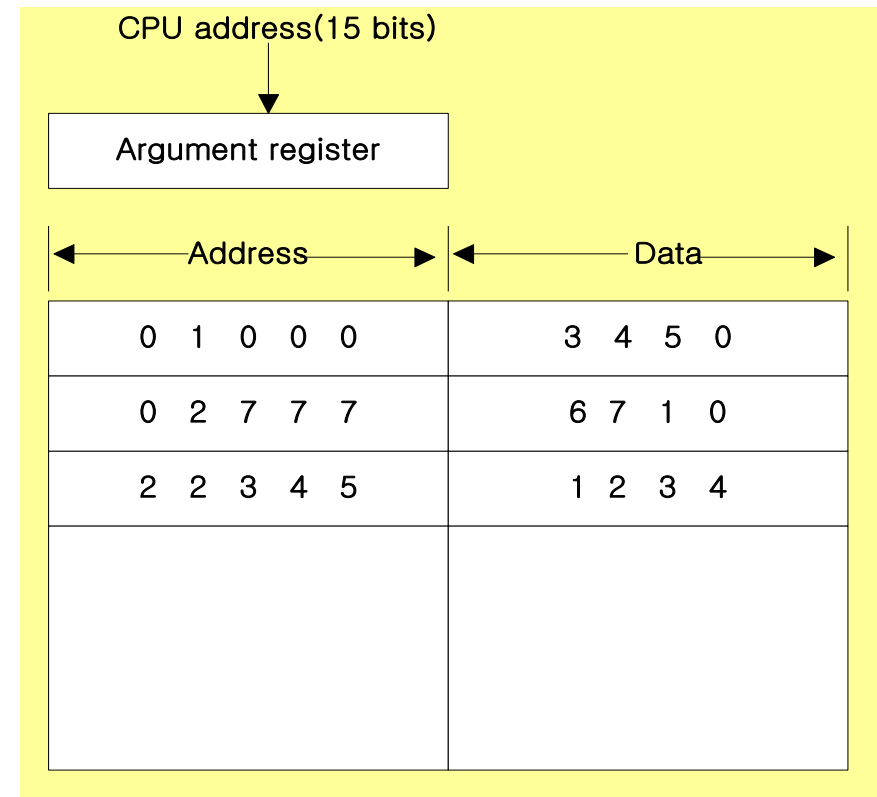 CPU address(15 bits)
Argument register
Address Data
0 1 0 0 0 3 4 5 0
0 2 7 7 7 6 7 1 0
2 2 3 4 5 1 2 3 4